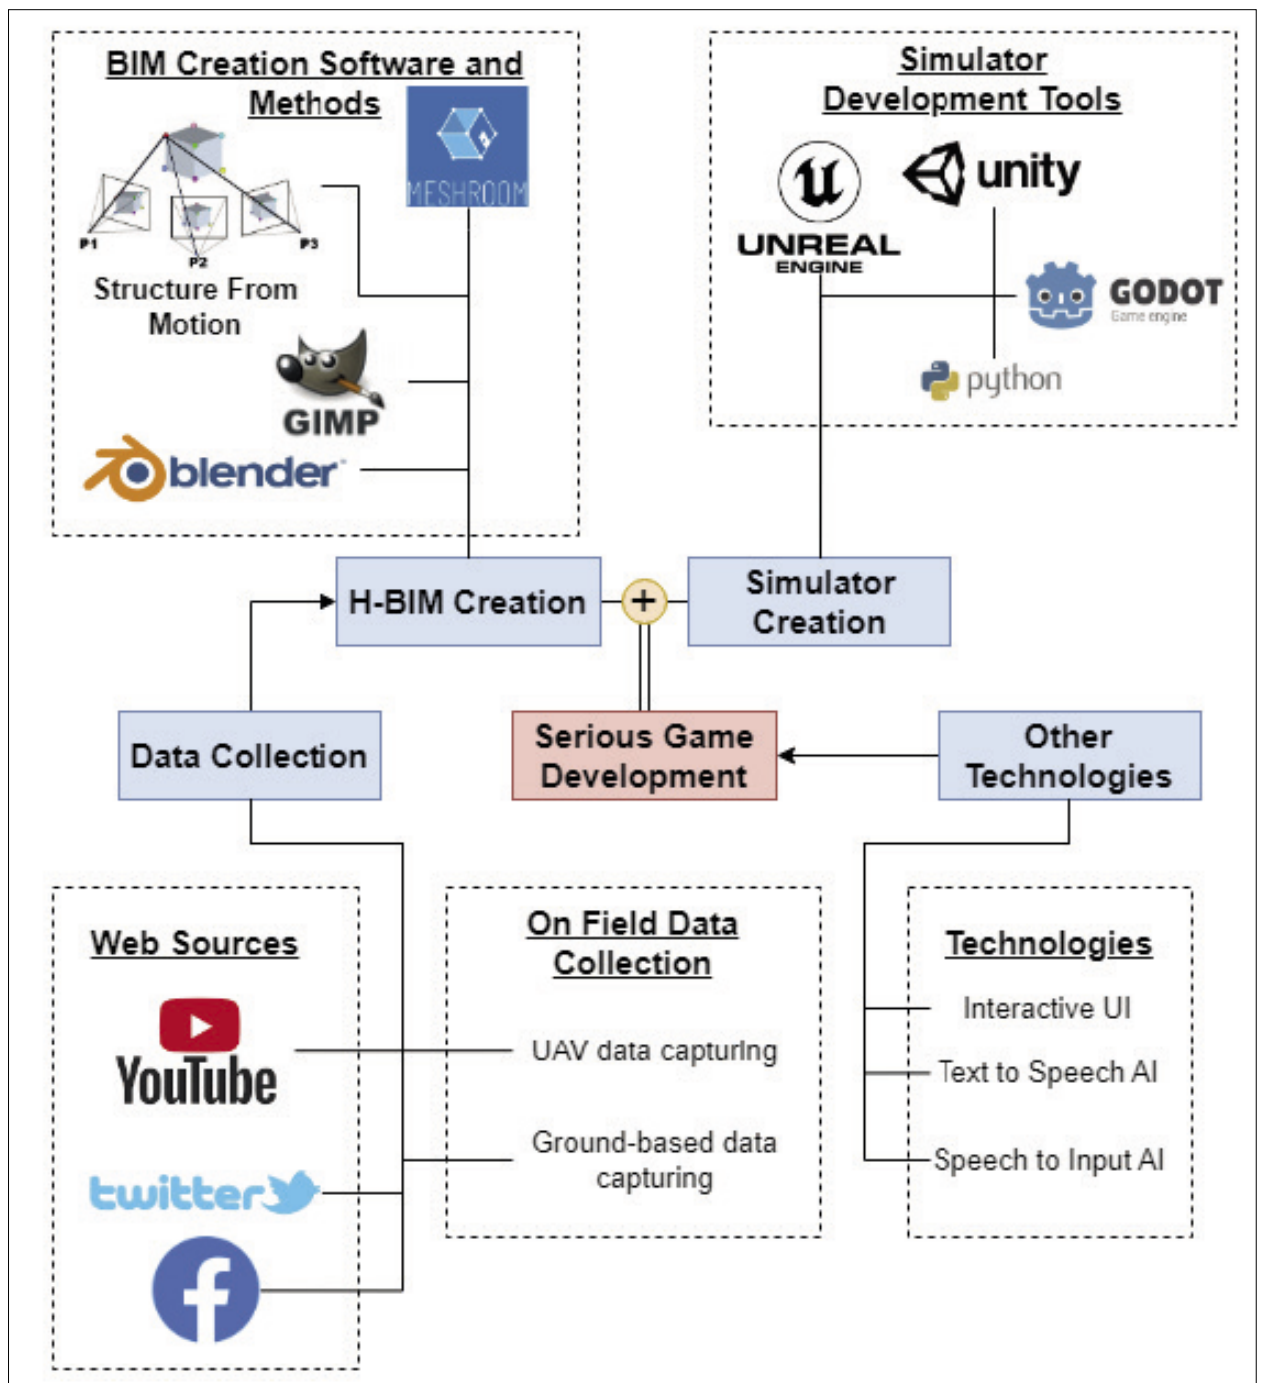 BIM Creation Software and
Methods
MESHROOM
P1
P2
P3
Structure From
Motion
GIMP
blender
Simulator
Development Tools
UNREAL
ENGINE
unity
GODOT
Game engine
python
H-BIM Creation
+
Simulator
Creation
Data Collection
Serious Game
Development
Other
Technologies
Web Sources
YouTube
twitter
f
On Field Data
Collection
UAV data capturing
Ground-based data
capturing
Technologies
Interactive UI
Text to Speech AI
Speech to Input AI